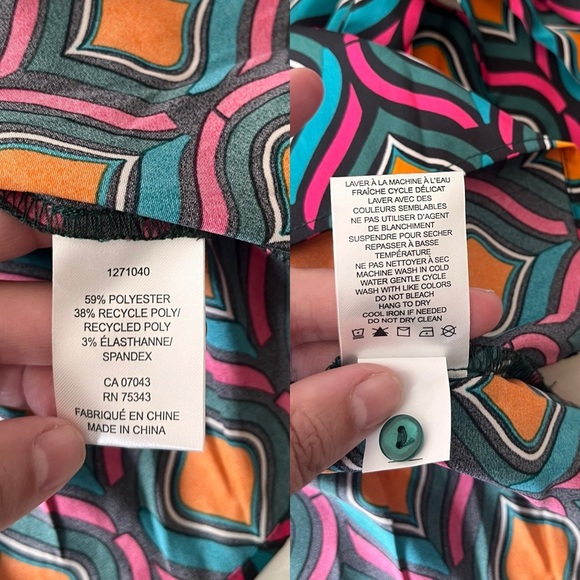 1271040
59% POLYESTER
38% RECYCLE POLY/
RECYCLED POLY
3% ÉLASTHANNE/
SPANDEX
CA 07043
RN 75343
FABRIQUÉ EN CHINE
MADE IN CHINA
LAVER À LA MACHINE À L'EAU
FRAÎCHE CYCLE DÉLICAT
LAVER AVEC DES
COULEURS SEMBLABLES
NE PAS UTILISER D'AGENT
DE BLANCHIMENT
SUSPENDRE POUR SÉCHER
REPASSER À BASSE
TEMPÉRATURE
NE PAS NETTOYER À SEC
MACHINE WASH IN COLD
WATER GENTLE CYCLE
WASH WITH LIKE COLORS
DO NOT BLEACH
HANG TO DRY
COOL IRON IF NEEDED
DO NOT DRY CLEAN